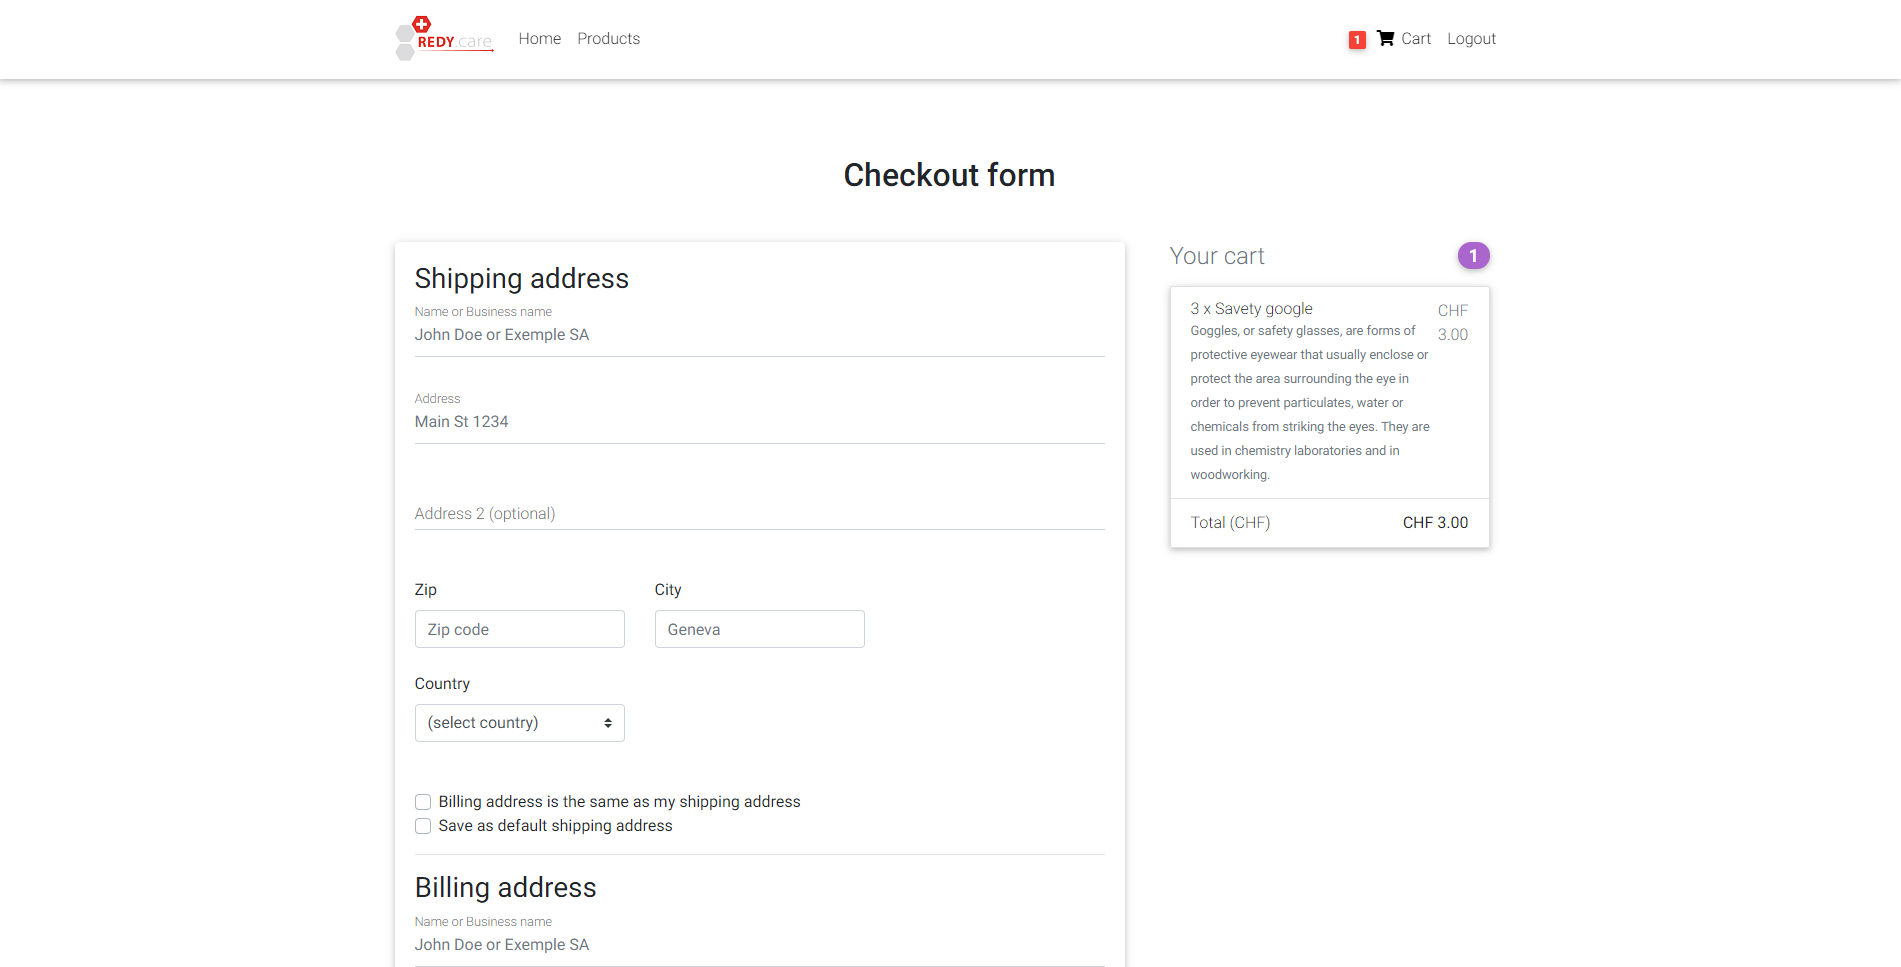 REDY.care
Home
Products
1
Cart
Logout
Checkout form
Shipping address
Name or Business name
John Doe or Exemple SA
Address
Main St 1234
Address 2 (optional)
Zip
City
Zip code
Geneva
Country
(select country)
Billing address is the same as my shipping address
Save as default shipping address
Billing address
Name or Business name
John Doe or Exemple SA
Your cart
1
3 x Savety google
CHF
3.00
Goggles, or safety glasses, are forms of
protective eyewear that usually enclose or
protect the area surrounding the eye in
order to prevent particulates, water or
chemicals from striking the eyes. They are
used in chemistry laboratories and in
woodworking.
Total (CHF)
CHF 3.00